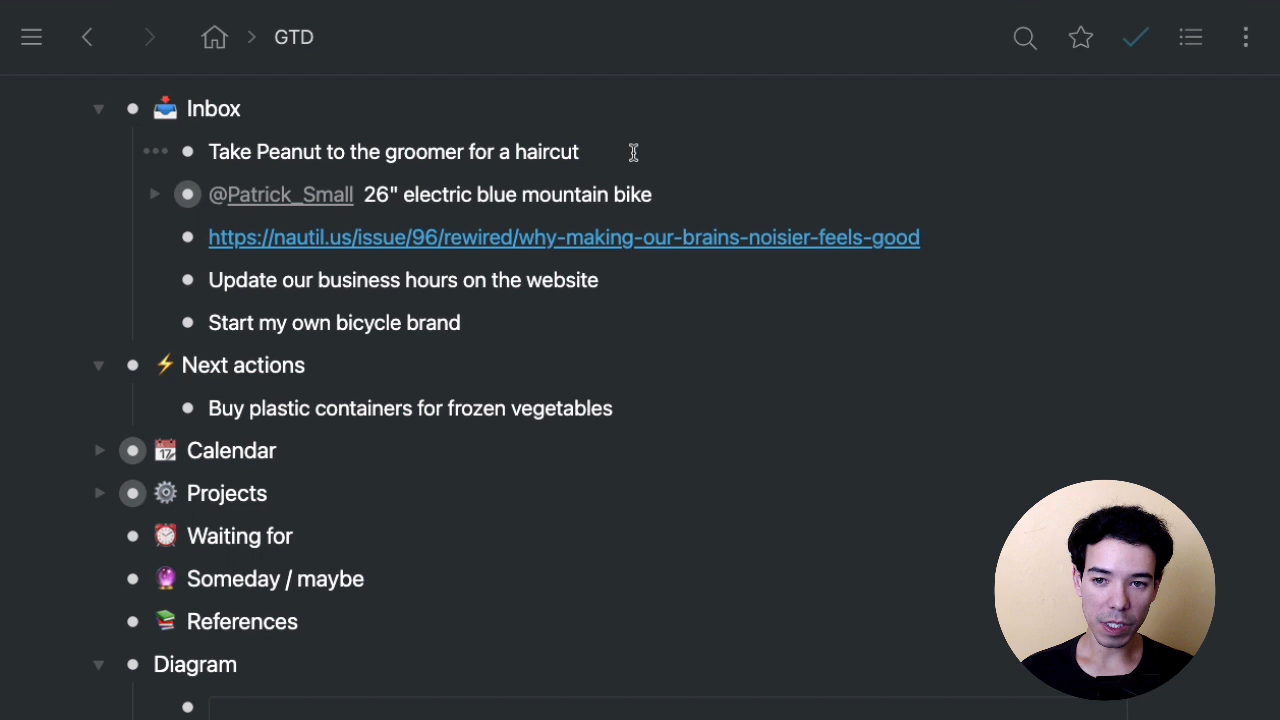 GTD
Inbox
Take Peanut to the groomer for a haircut
@Patrick_Small 26" electric blue mountain bike
https://nautil.us/issue/96/rewired/why-making-our-brains-noisier-feels-good
Update our business hours on the website
Start my own bicycle brand
Next actions
Buy plastic containers for frozen vegetables
Calendar
Projects
Waiting for
Someday / maybe
References
Diagram